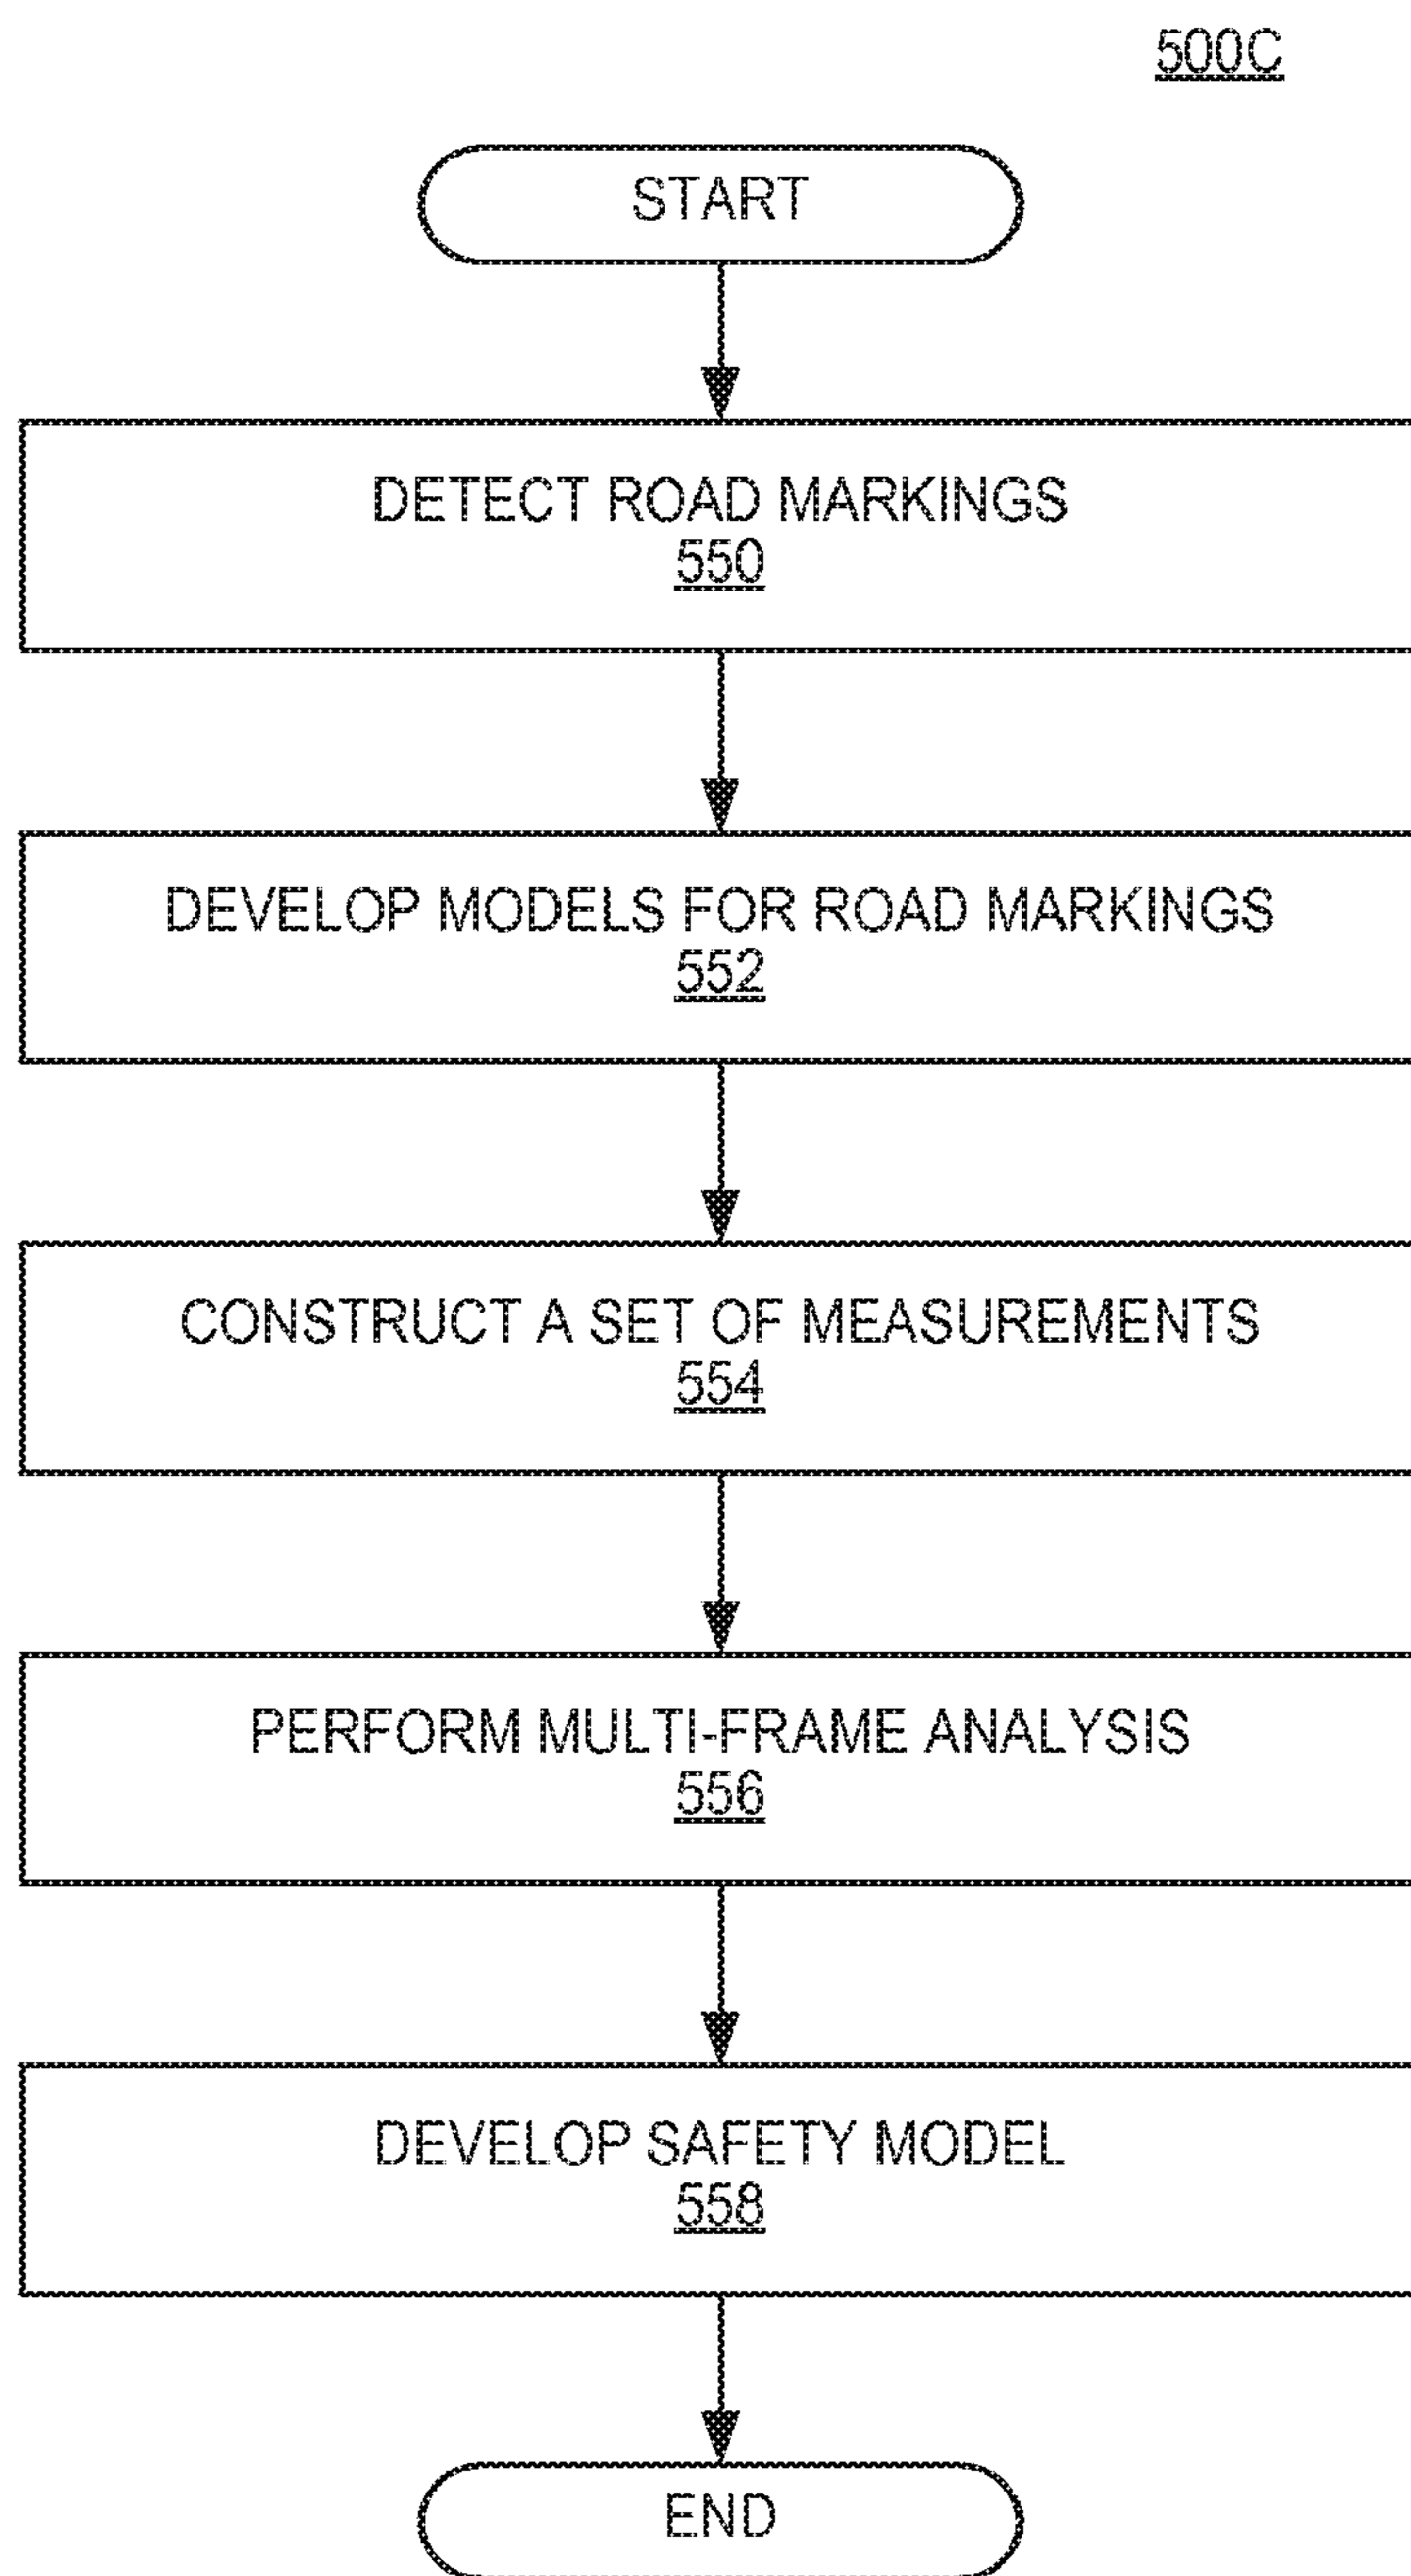 500C
START
DETECT ROAD MARKINGS
550
DEVELOP MODELS FOR ROAD MARKINGS
552
CONSTRUCT A SET OF MEASUREMENTS
554
PERFORM MULTI-FRAME ANALYSIS
556
DEVELOP SAFETY MODEL
558
END